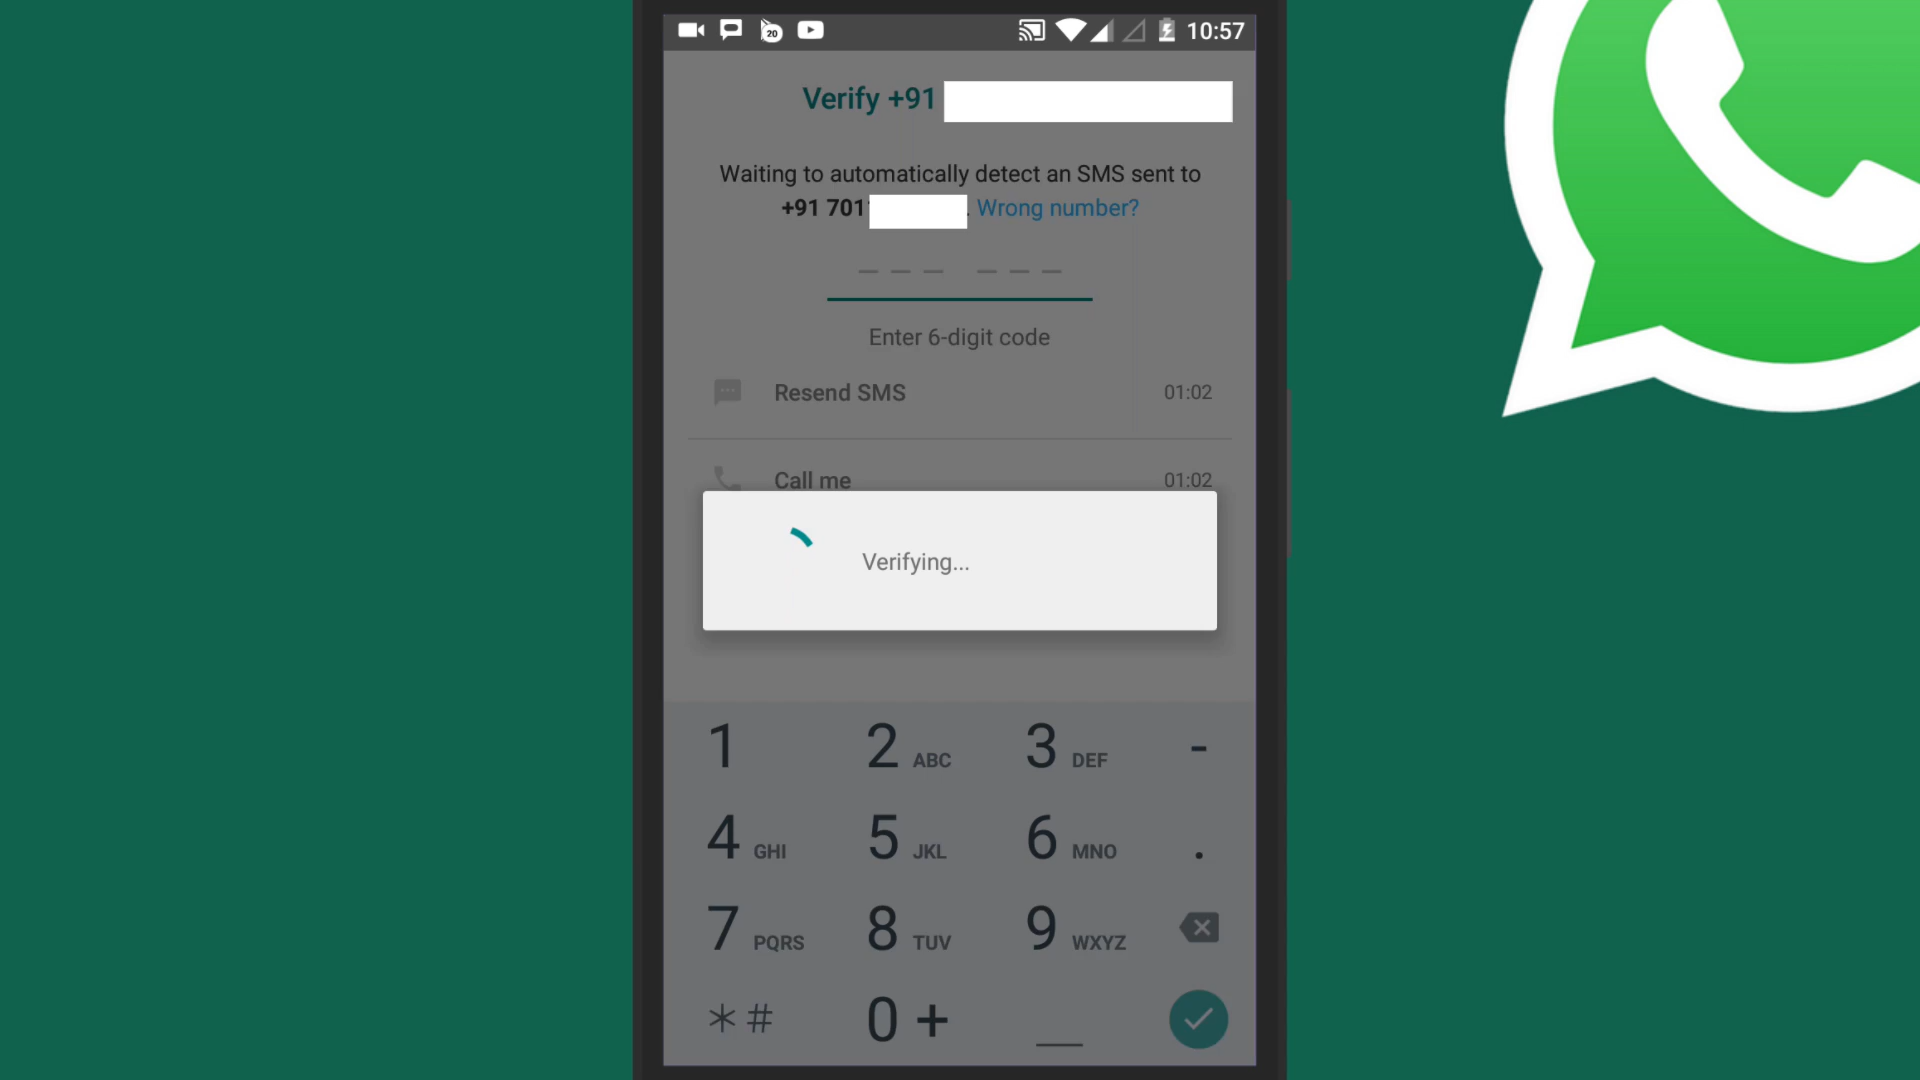 20
10:57
Verify +91
Waiting to automatically detect an SMS sent to
+91 701 . Wrong number?
Enter 6-digit code
Resend SMS 01:02
Call me 01:02
Verifying...
1 2 ABC 3 DEF -
4 GHI 5 JKL 6 MNO .
7 PQRS 8 TUV 9 WXYZ
* # 0 + _